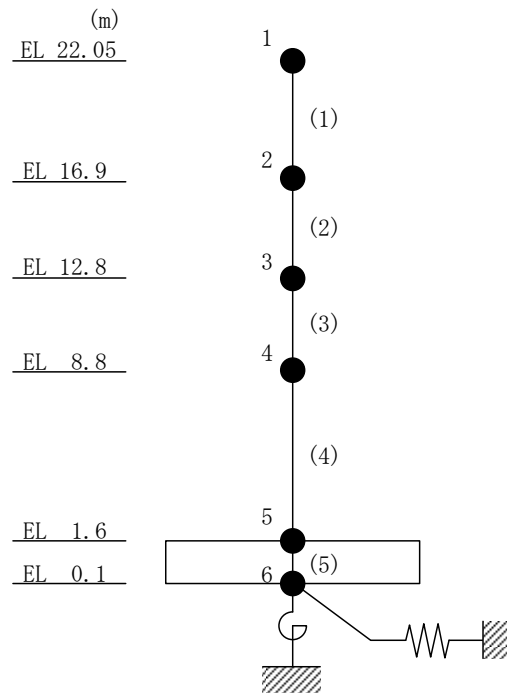 (m)
1
EL 22.05
(1)
2
EL 16.9
(2)
3
EL 12.8
(3)
4
EL 8.8
(4)
5
EL 1.6
(5)
6
EL 0.1